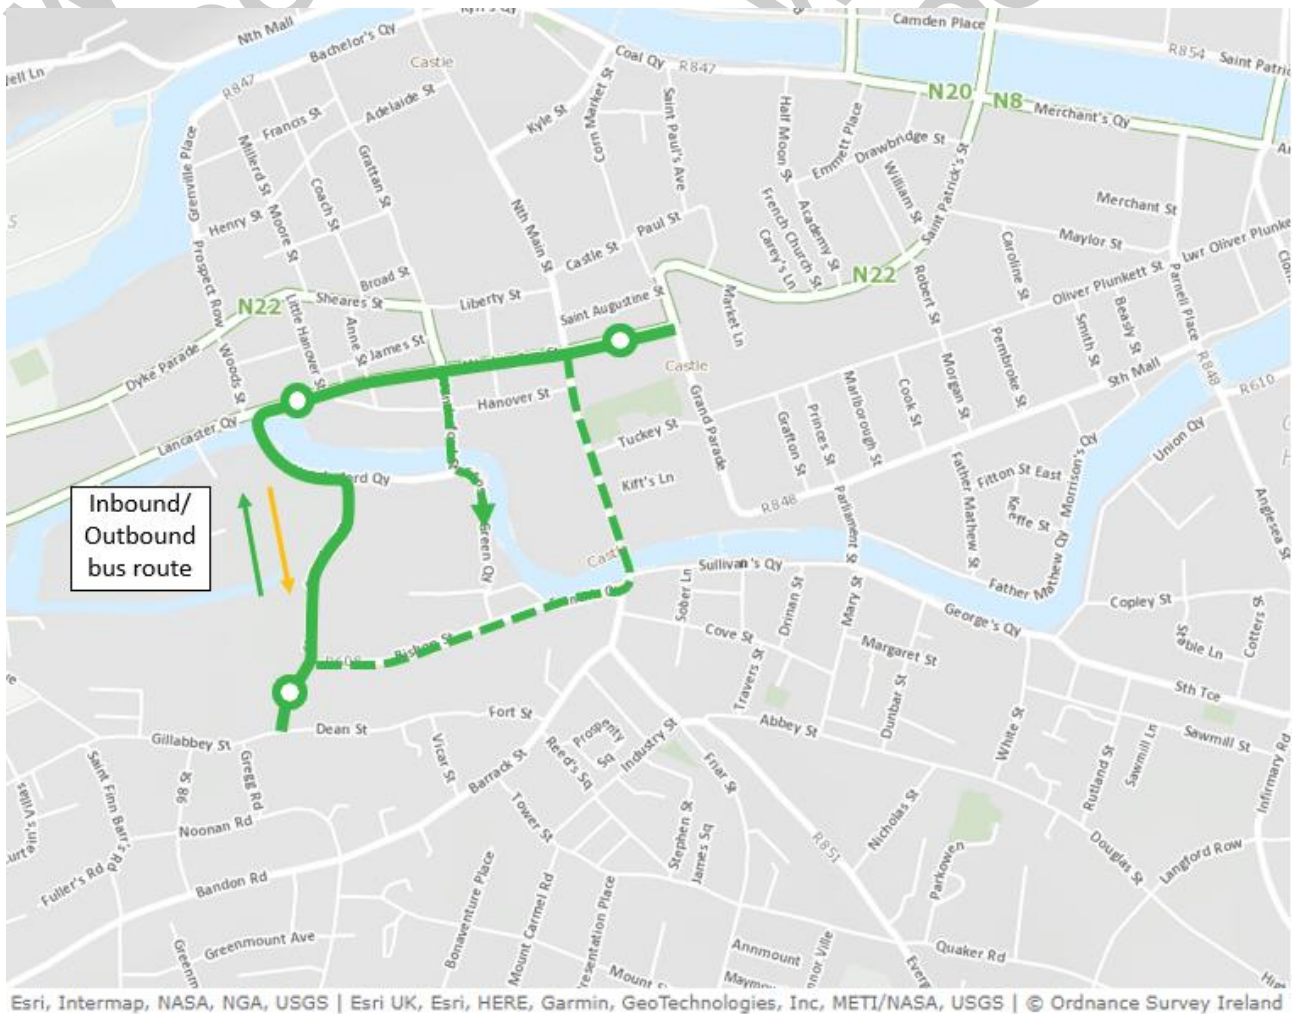 Camden Place
Nth Mall
Bachelor's Qy
Coal Qy
R847
R854
Saint Patric
ell Ln
Castle
R847
N20
N8
Merchant's Qy
Adelaide St
Francis St
Kyle St
Corn Market St
Saint Paul's Ave
Half Moon St
Emmett Place
Drawbridge St
William St
Saint Patrick's St
Grenville Place
Millerd St
Grattan St
Coach St
Henry St
Moore St
Nth Main St
Castle St
Paul St
Academy St
French Church St
Carey's Ln
Merchant St
Maylor St
Caroline St
Lwr Oliver Plunke
Oliver Plunkett St
Parnell Place
Prospect Row
Broad St
N22
Sheares St
Liberty St
Saint Augustine St
N22
Market Ln
Robert St
Little Hanover St
Anne St
James St
Woods St
Dyke Parade
Castle
Pembroke St
Smith St
Beasly St
Sth Mall
R848
R610
Hanover St
Lancaster Qy
Tuckey St
Grand Parade
Grafton St
Princes St
Marlborough St
Cook St
Morgan St
Kift's Ln
R848
Parliament St
Father Mathew St
Fitton St East
Keeffe St
Morrison's Qy
Union Qy
Anglesea St
Inbound/
Outbound
bus route
Green Qy
Sullivan's Qy
Father Mathew Qy
George's Qy
Copley St
Cotters St
Sober Ln
Drinan St
Mary St
Cove St
Margaret St
Travers St
Dunbar St
Sth Tce
Bishop St
R608
Gillabbey St
Dean St
Fort St
Abbey St
White St
Sawmill St
Sawmill Ln
Rutland St
Infirmary Rd
Vicar St
Barrack St
Reed's Sq
Prosperity Sq
Industry St
Friar St
Saint Finn Barr's Rd
98 St
Gregg Rd
Noonan Rd
Tower St
Stephen St
James Sq
R851
Nicholas St
Parkowen
Douglas St
Langford Row
Fuller's Rd
Bandon Rd
Greenmount Ave
Bonaventure Place
Mount Carmel Rd
Annmount
Quaker Rd
Esri, Intermap, NASA, NGA, USGS | Esri UK, Esri, HERE, Garmin, GeoTechnologies, Inc, METI/NASA, USGS | © Ordnance Survey Ireland